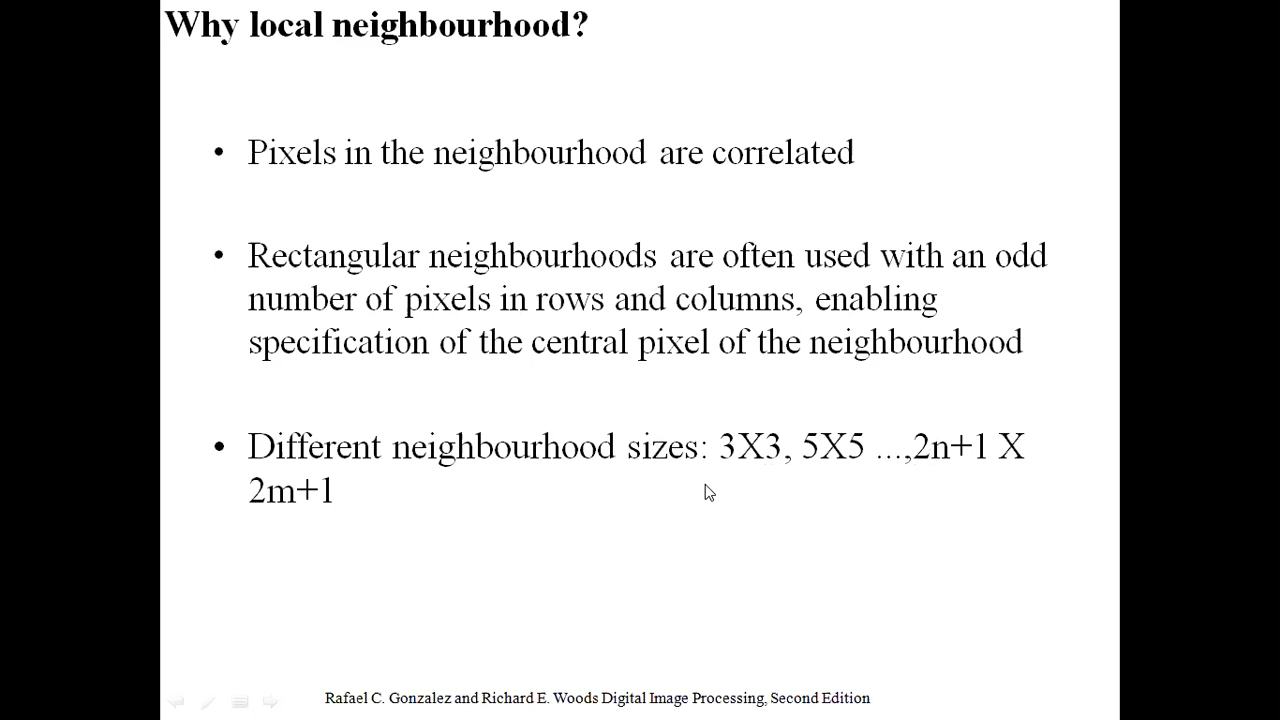 Why local neighbourhood?
• Pixels in the neighbourhood are correlated
• Rectangular neighbourhoods are often used with an odd
number of pixels in rows and columns, enabling
specification of the central pixel of the neighbourhood
• Different neighbourhood sizes: 3X3, 5X5 ...,2n+1 X
2m+1
Rafael C. Gonzalez and Richard E. Woods Digital Image Processing, Second Edition